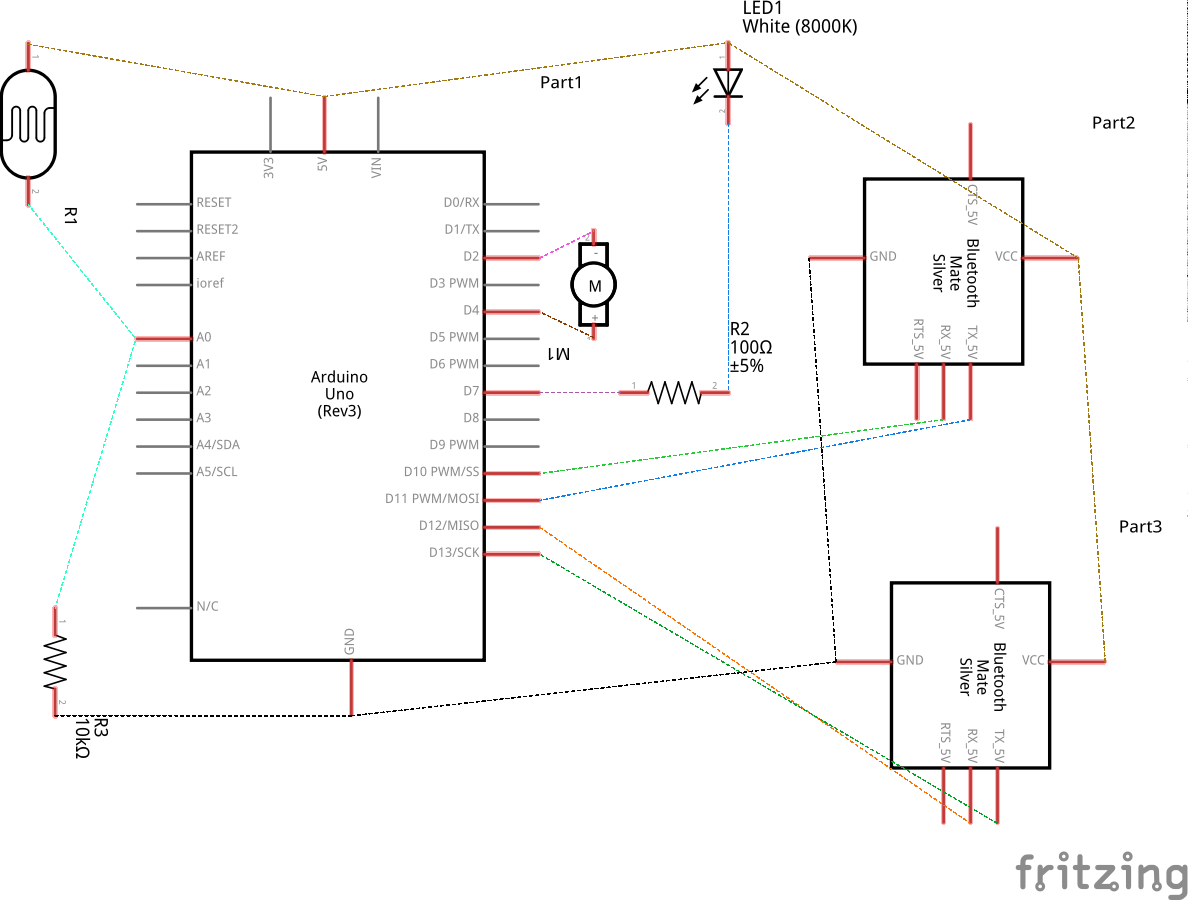 LED1
White (8000K)
1
Part1
1
2
Part2
3V3
5V
VIN
2
R1
RESET
RESET2
AREF
ioref
A0
A1
A2
A3
A4/SDA
A5/SCL
N/C
D0/RX
D1/TX
D2
D3 PWM
D4
D5 PWM
D6 PWM
D7
D8
D9 PWM
D10 PWM/SS
D11 PWM/MOSI
D12/MISO
D13/SCK
Arduino
Uno
(Rev3)
GND
-
M
+
M1
R2
100Ω
±5%
1
2
CTS_5V
GND
VCC
Bluetooth
Mate
Silver
RTS_5V
RX_5V
TX_5V
Part3
CTS_5V
GND
VCC
Bluetooth
Mate
Silver
RTS_5V
RX_5V
TX_5V
1
2
R3
10kΩ
fritzing